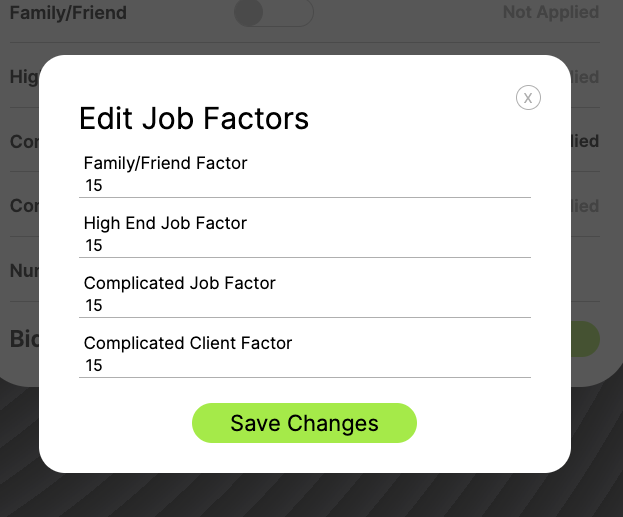 Family/Friend Not Applied
Edit Job Factors X
Family/Friend Factor
15
High End Job Factor
15
Complicated Job Factor
15
Complicated Client Factor
15
Save Changes